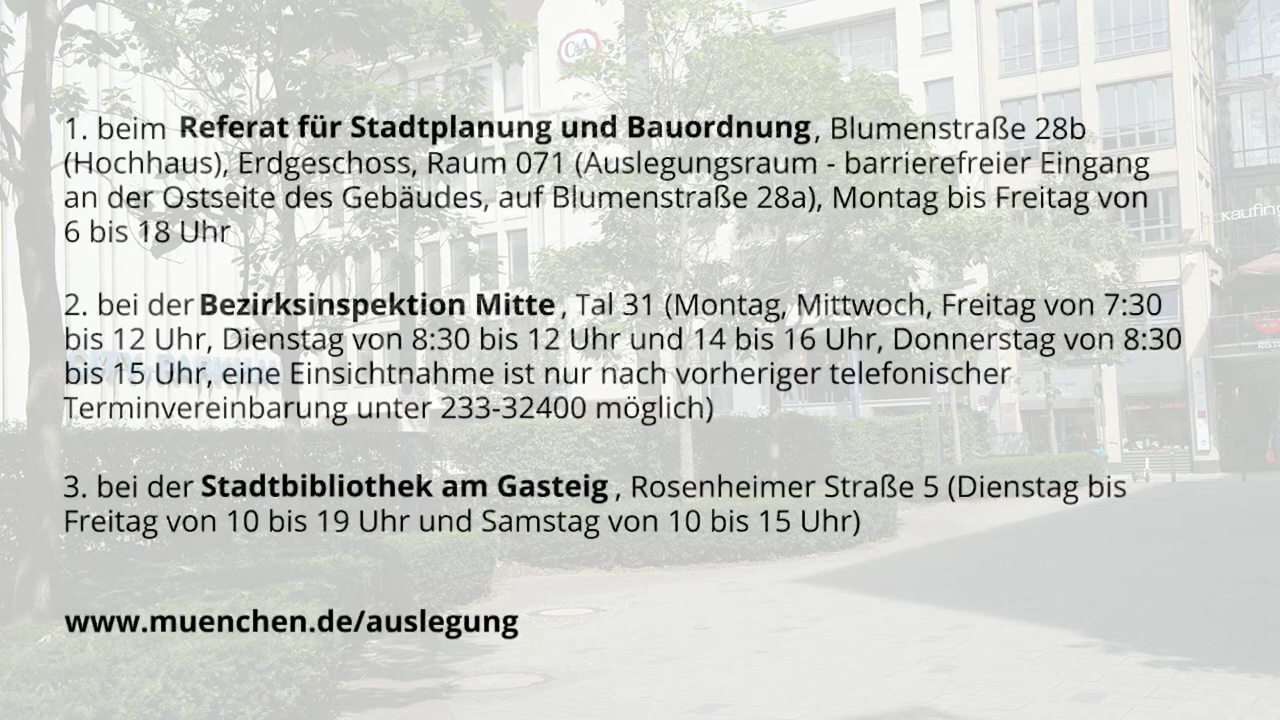 C&A
1. beim Referat für Stadtplanung und Bauordnung, Blumenstraße 28b
(Hochhaus), Erdgeschoss, Raum 071 (Auslegungsraum - barrierefreier Eingang
an der Ostseite des Gebäudes, auf Blumenstraße 28a), Montag bis Freitag von
6 bis 18 Uhr
2. bei der Bezirksinspektion Mitte, Tal 31 (Montag, Mittwoch, Freitag von 7:30
bis 12 Uhr, Dienstag von 8:30 bis 12 Uhr und 14 bis 16 Uhr, Donnerstag von 8:30
bis 15 Uhr, eine Einsichtnahme ist nur nach vorheriger telefonischer
Terminvereinbarung unter 233-32400 möglich)
3. bei der Stadtbibliothek am Gasteig, Rosenheimer Straße 5 (Dienstag bis
Freitag von 10 bis 19 Uhr und Samstag von 10 bis 15 Uhr)
www.muenchen.de/auslegung